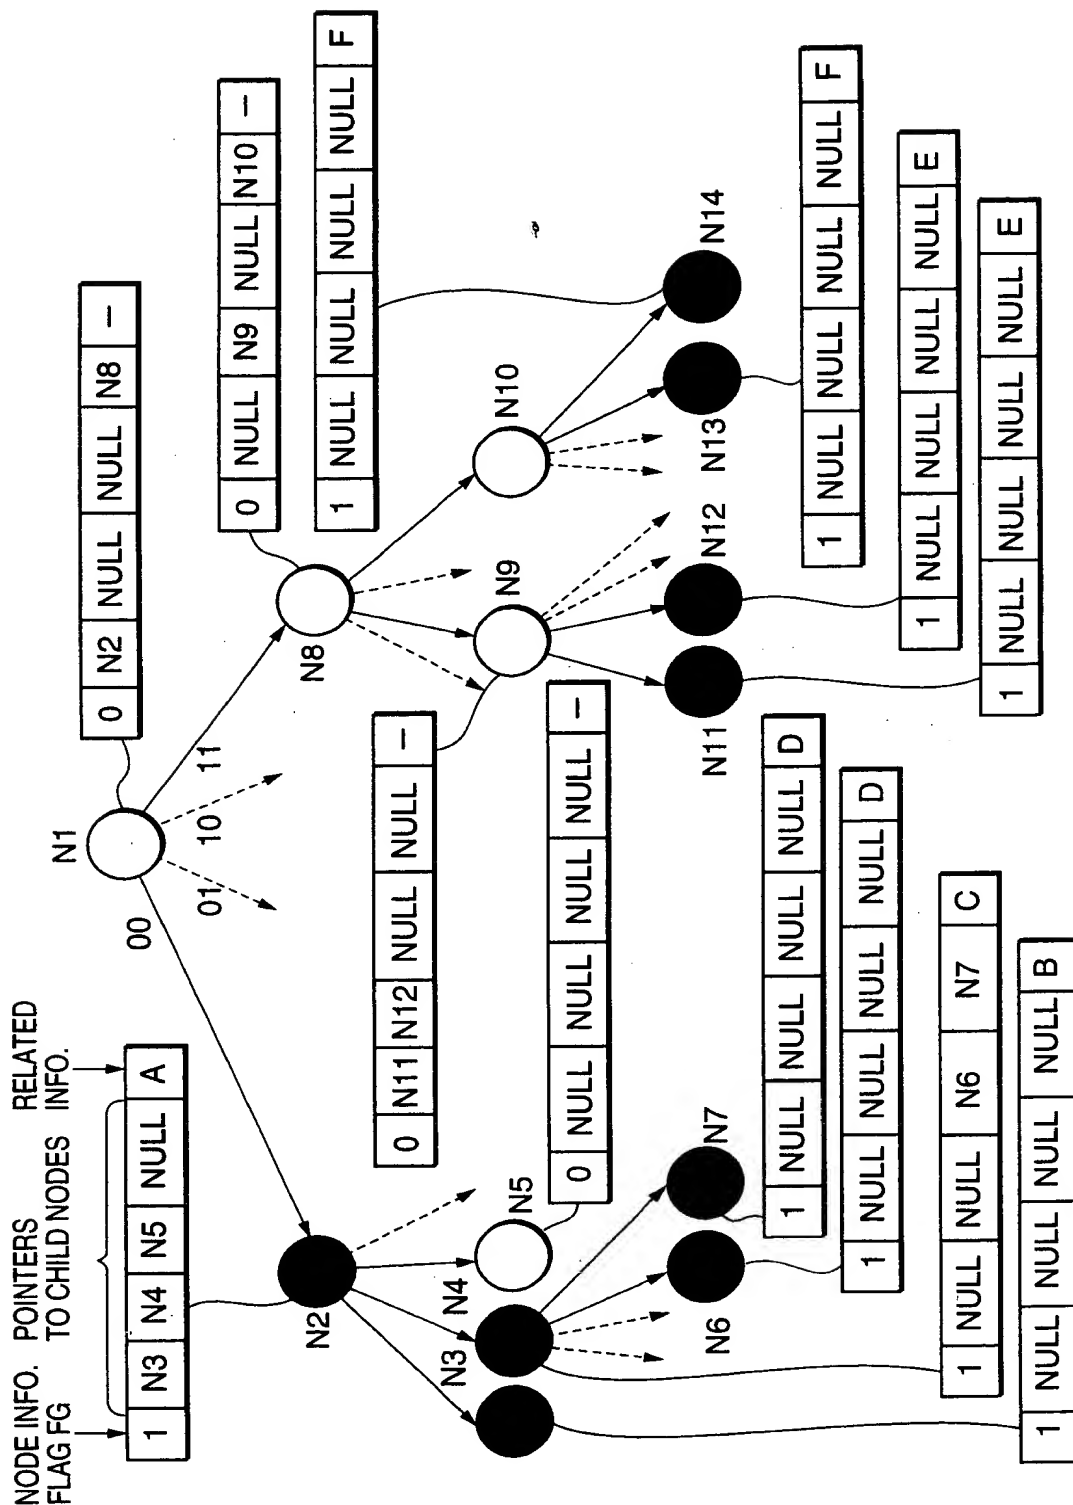 NODE INFO. POINTERS RELATED
FLAG FG TO CHILD NODES INFO.
1 N3 N4 N5 NULL A
N1
0 N2 NULL NULL N8 —
00
01
10
11
N2
N8
0 NULL N9 NULL N10 —
1 NULL NULL NULL NULL F
0 N11 N12 NULL NULL —
N3
N4
N5
N9
N10
0 NULL NULL NULL NULL —
N6
N7
N11
N12
N13
N14
1 NULL NULL NULL NULL D
1 NULL NULL NULL NULL F
1 NULL NULL NULL NULL D
1 NULL NULL NULL NULL E
1 NULL NULL N6 N7 C
1 NULL NULL NULL NULL E
1 NULL NULL NULL NULL B